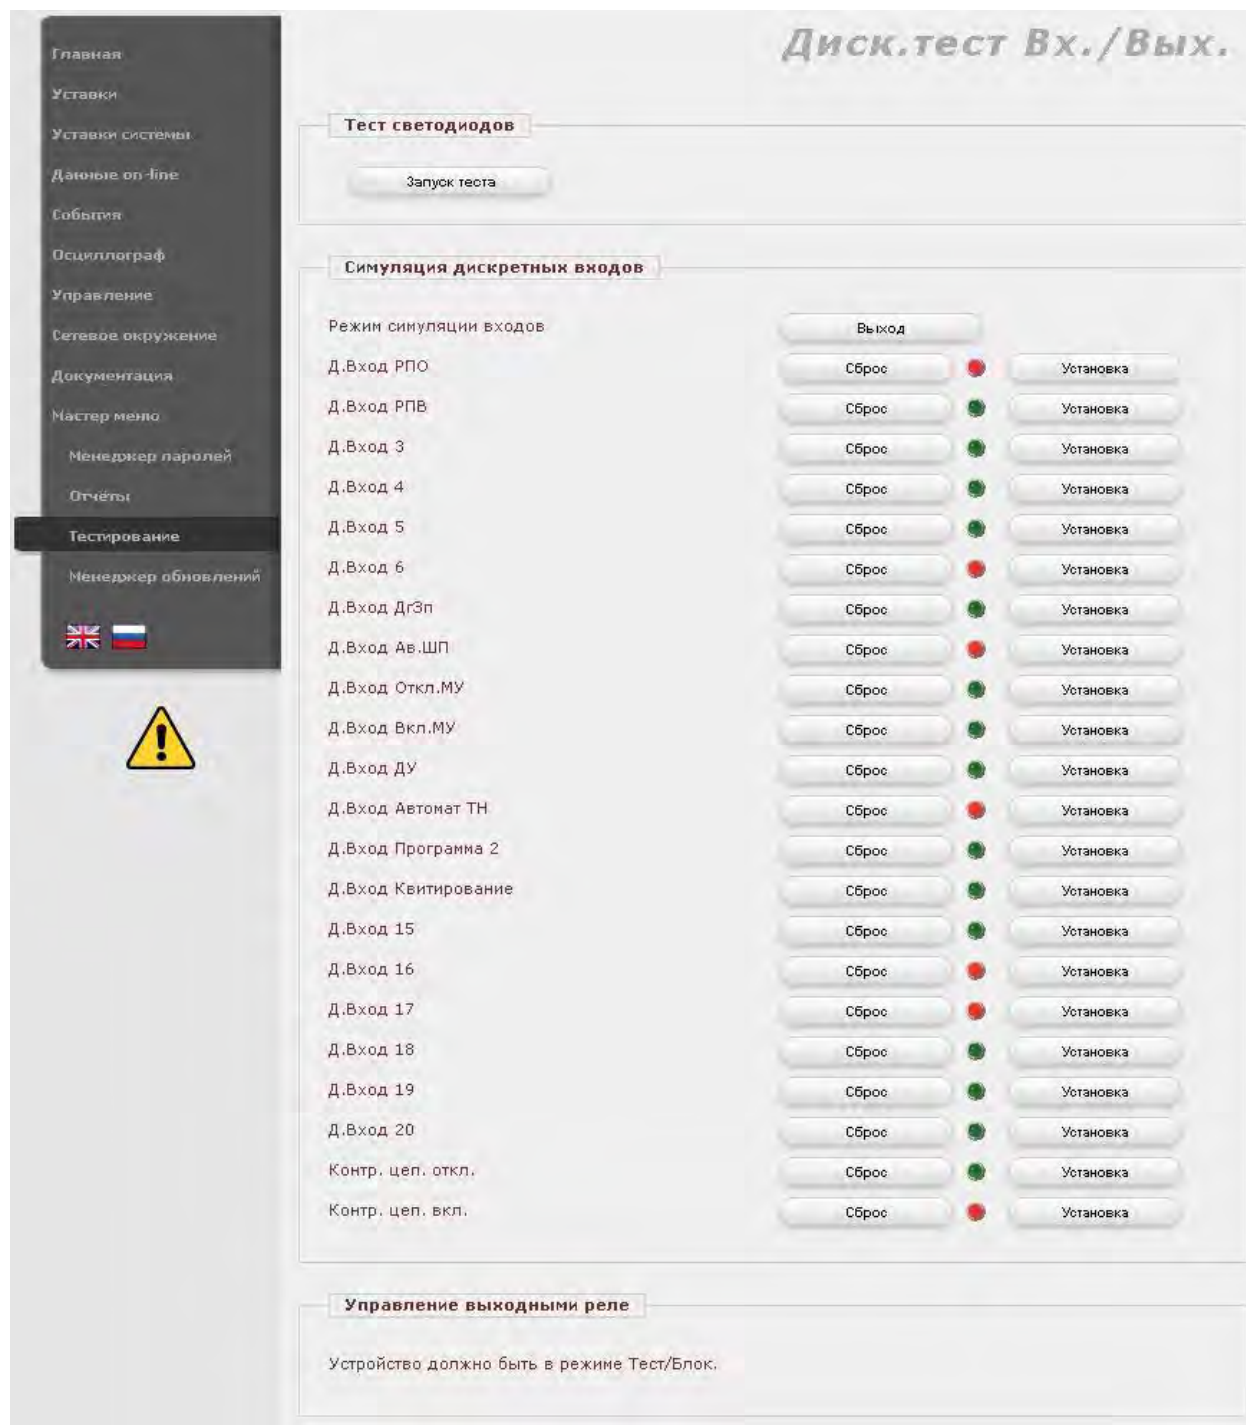 Главная
Уставки
Уставки системы
Данные on-line
События
Осциллограф
Управление
Сетевое окружение
Документация
Мастер меню
Менеджер паролей
Отчёты
Тестирование
Менеджер обновлений
Диск.тест Вх./Вых.
Тест светодиодов
Запуск теста
Симуляция дискретных входов
Режим симуляции входов Выход
Д.Вход РПО Сброс Установка
Д.Вход РПВ Сброс Установка
Д.Вход 3 Сброс Установка
Д.Вход 4 Сброс Установка
Д.Вход 5 Сброс Установка
Д.Вход 6 Сброс Установка
Д.Вход ДгЗп Сброс Установка
Д.Вход Ав.ШП Сброс Установка
Д.Вход Откл.МУ Сброс Установка
Д.Вход Вкл.МУ Сброс Установка
Д.Вход ДУ Сброс Установка
Д.Вход Автомат ТН Сброс Установка
Д.Вход Программа 2 Сброс Установка
Д.Вход Квитирование Сброс Установка
Д.Вход 15 Сброс Установка
Д.Вход 16 Сброс Установка
Д.Вход 17 Сброс Установка
Д.Вход 18 Сброс Установка
Д.Вход 19 Сброс Установка
Д.Вход 20 Сброс Установка
Контр. цеп. откл. Сброс Установка
Контр. цеп. вкл. Сброс Установка
Управление выходными реле
Устройство должно быть в режиме Тест/Блок.